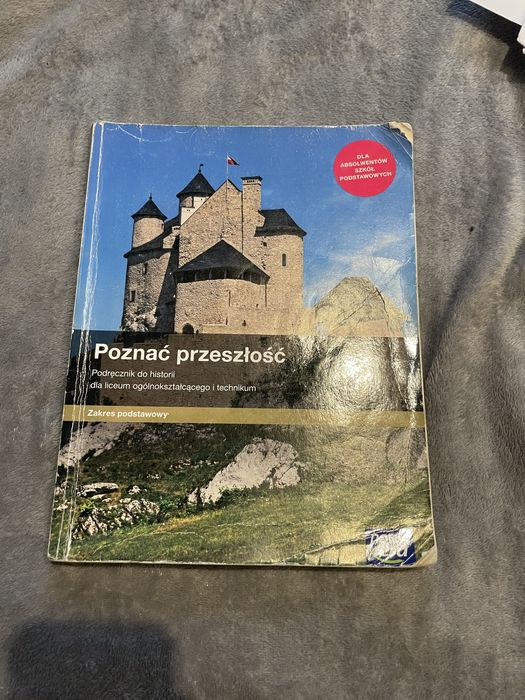 DLA
ABSOLWENTÓW
SZKÓŁ
PODSTAWOWYCH
Poznać przeszłość
Podręcznik do historii
dla liceum ogólnokształcącego i technikum
Zakres podstawowy